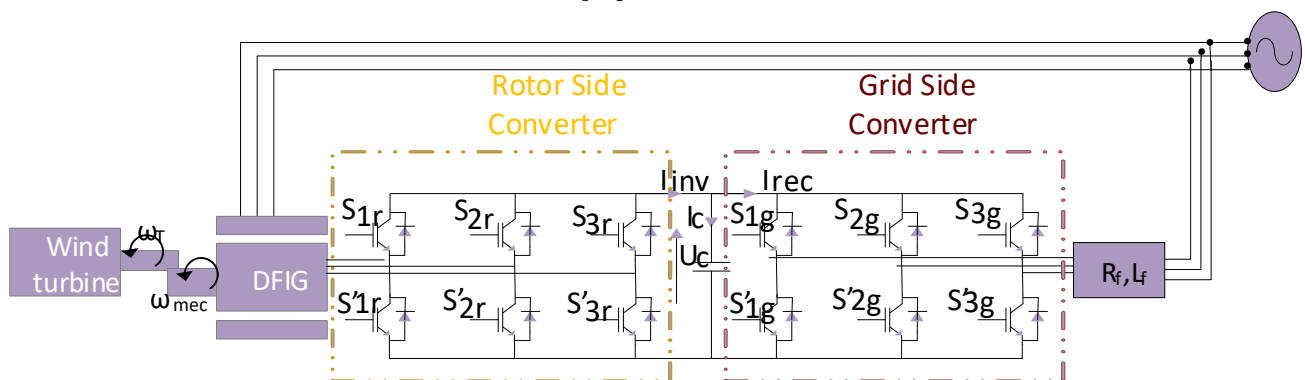 Rotor Side
Converter
Grid Side
Converter
Iinv
Irec
S1r
S2r
S3r
Ic
S1g
S2g
S3g
ωT
Wind
turbine
Uc
DFIG
Rf,Lf
ωmec
S'1r
S'2r
S'3r
S'1g
S'2g
S'3g